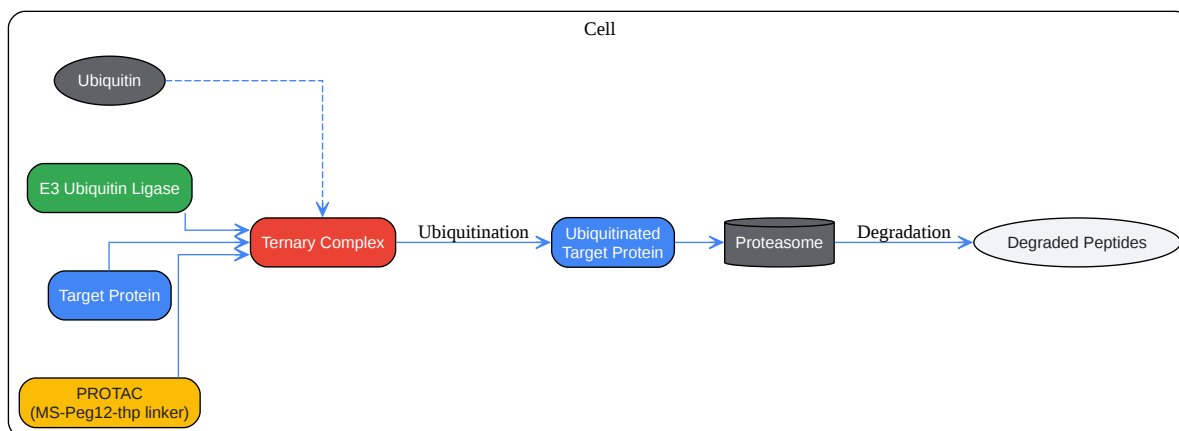 Cell
Ubiquitin
E3 Ubiquitin Ligase
Ternary Complex
Ubiquitination
Ubiquitinated
Target Protein
Proteasome
Degradation
Degraded Peptides
Target Protein
PROTAC
(MS-Peg12-thp linker)